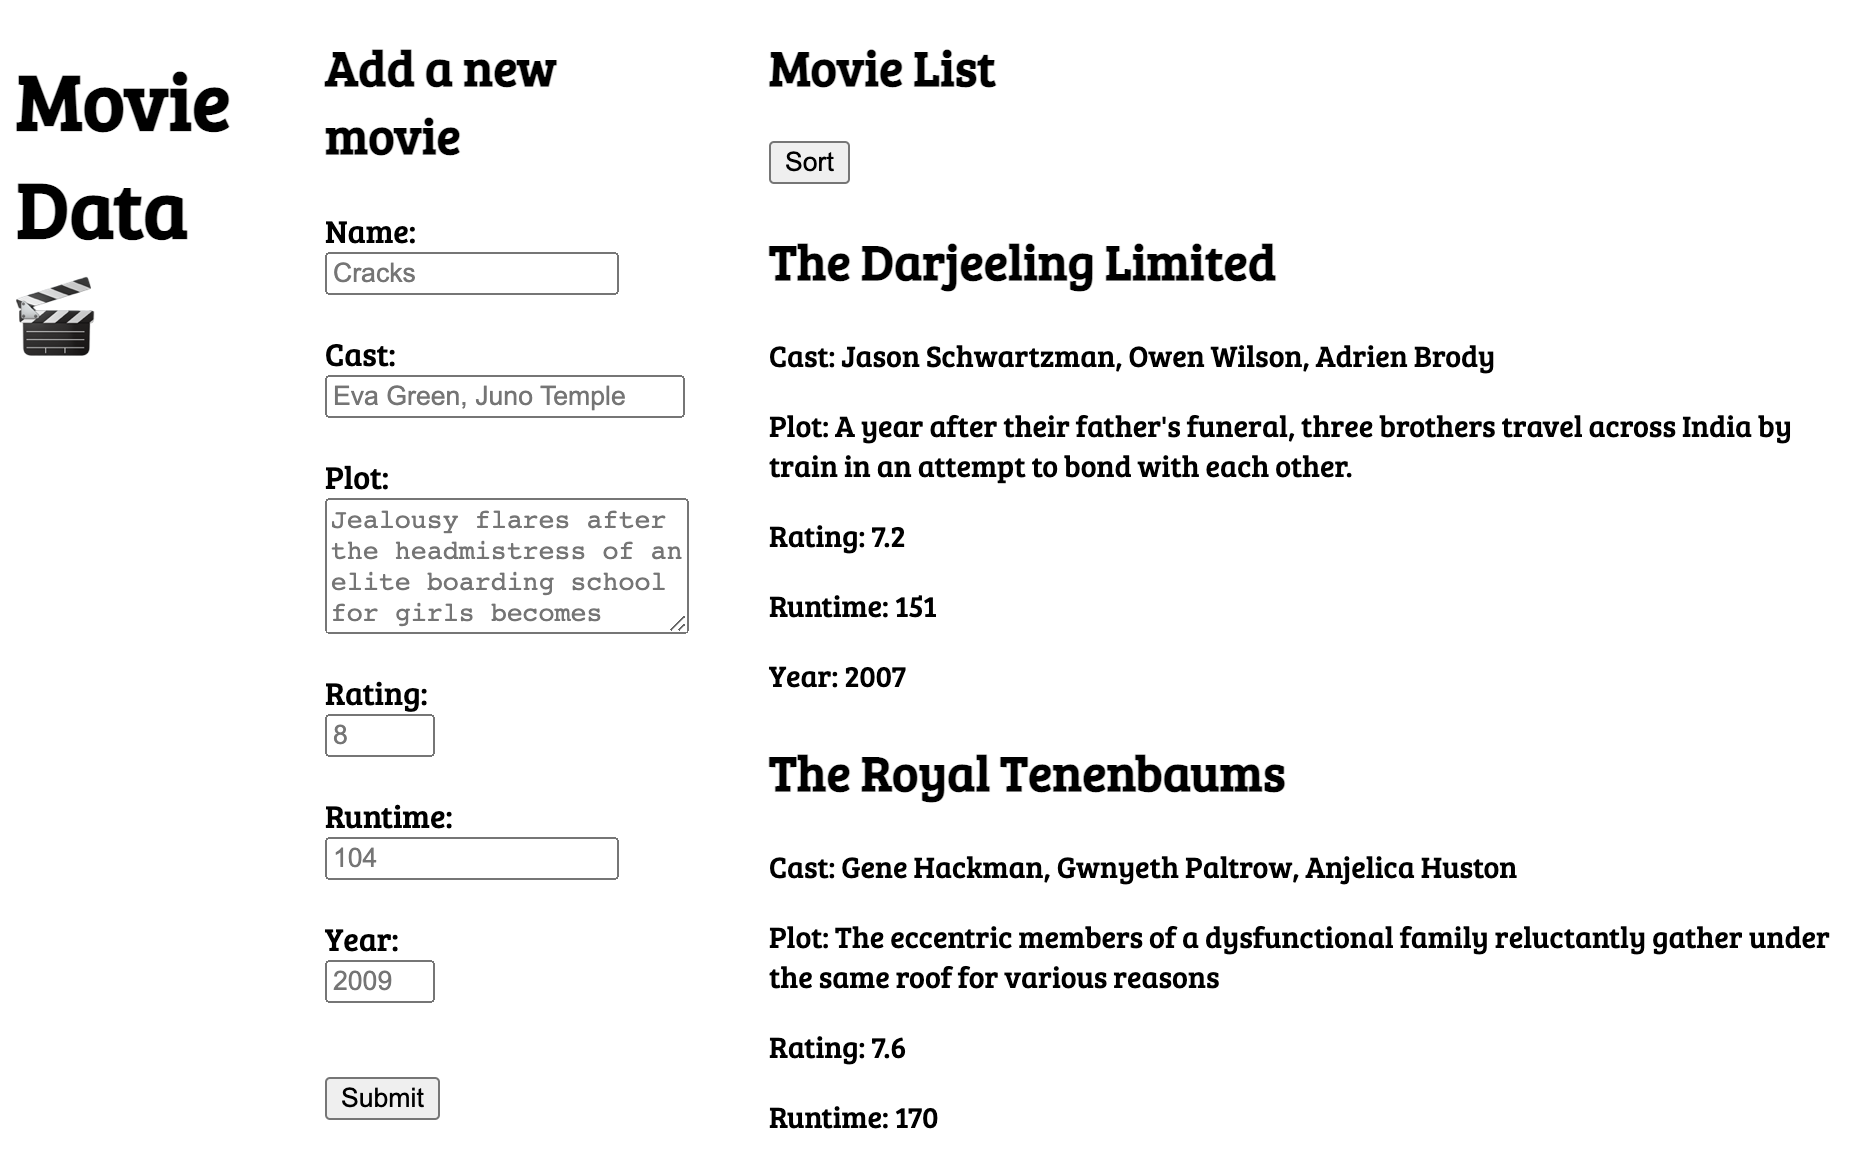 Movie
Data
Add a new
movie
Name:
Cracks
Cast:
Eva Green, Juno Temple
Plot:
Jealousy flares after
the headmistress of an
elite boarding school
for girls becomes
Rating:
8
Runtime:
104
Year:
2009
Submit
Movie List
Sort
The Darjeeling Limited
Cast: Jason Schwartzman, Owen Wilson, Adrien Brody
Plot: A year after their father's funeral, three brothers travel across India by
train in an attempt to bond with each other.
Rating: 7.2
Runtime: 151
Year: 2007
The Royal Tenenbaums
Cast: Gene Hackman, Gwnyeth Paltrow, Anjelica Huston
Plot: The eccentric members of a dysfunctional family reluctantly gather under
the same roof for various reasons
Rating: 7.6
Runtime: 170